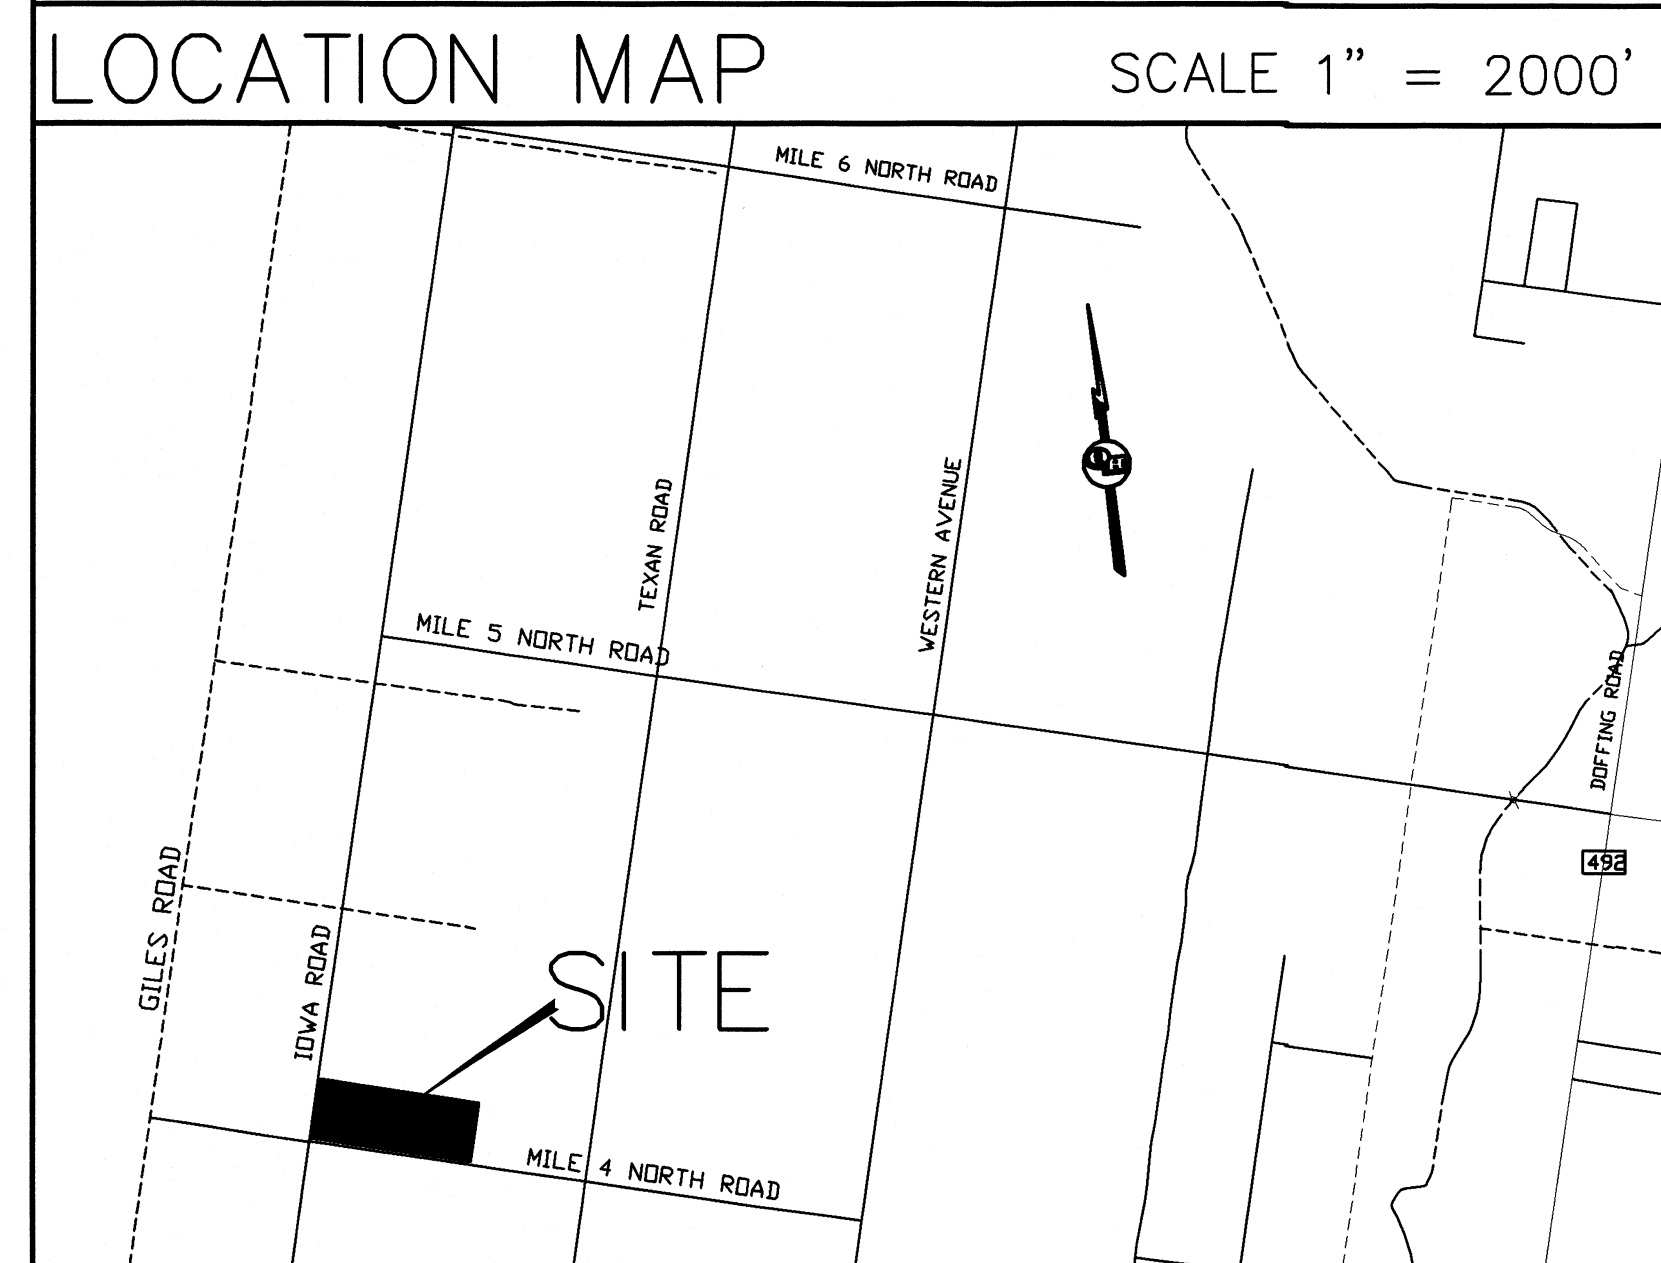 LOCATION MAP
SCALE 1" = 2000'
MILE 6 NORTH ROAD
TEXAN ROAD
WESTERN AVENUE
MILE 5 NORTH ROAD
DOFFING ROAD
492
GILES ROAD
IOWA ROAD
SITE
MILE 4 NORTH ROAD